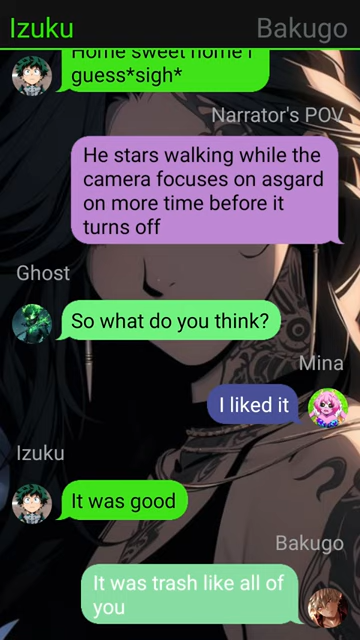 Izuku
Bakugo
Home sweet home I
guess*sigh*
Narrator's POV
He stars walking while the
camera focuses on asgard
on more time before it
turns off
Ghost
So what do you think?
Mina
I liked it
Izuku
It was good
Bakugo
It was trash like all of
you